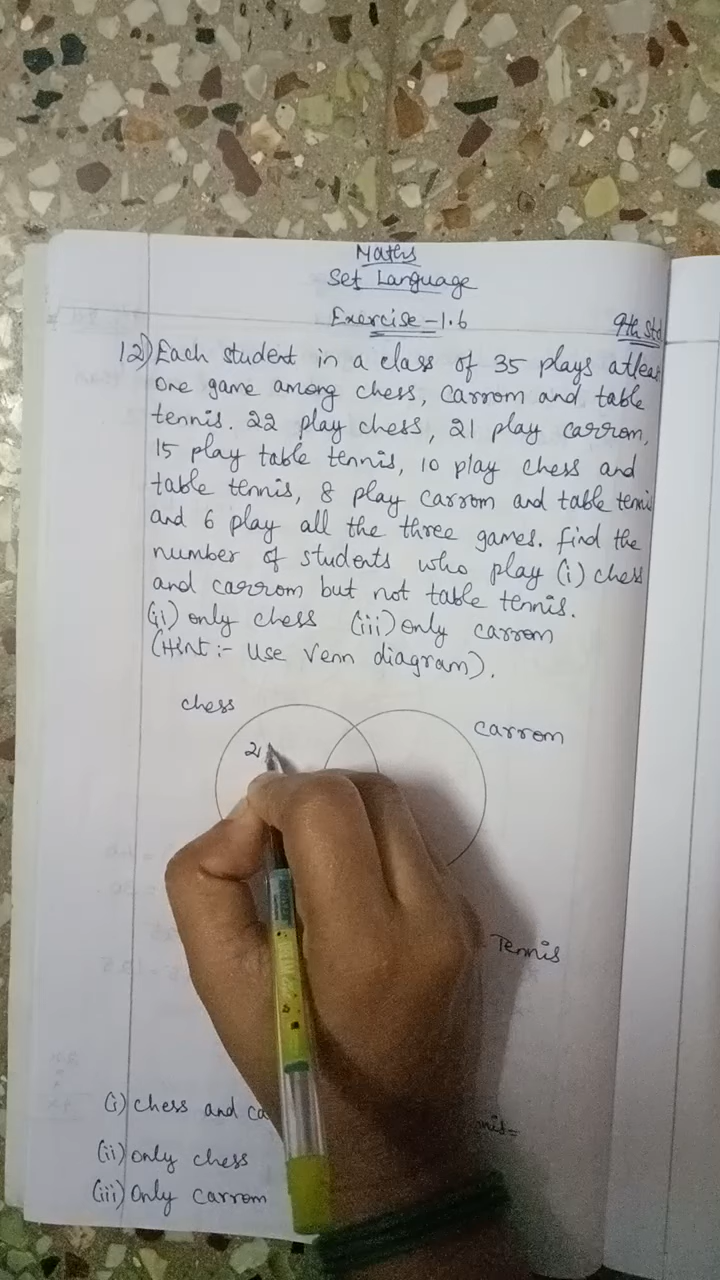 Maths
Set Language
Exercise - 1.6
9th Std
12) Each student in a class of 35 plays atleas
one game among chess, carrom and table
tennis. 22 play chess, 21 play carrom,
15 play table tennis, 10 play chess and
table tennis, 8 play carrom and table tennis
and 6 play all the three games. Find the
number of students who play (i) chess
and carrom but not table tennis.
(ii) only chess (iii) only carrom
(Hint :- Use Venn diagram).
chess
carrom
Tennis
(i) chess and ca
nis =
(ii) only chess
(iii) Only carrom